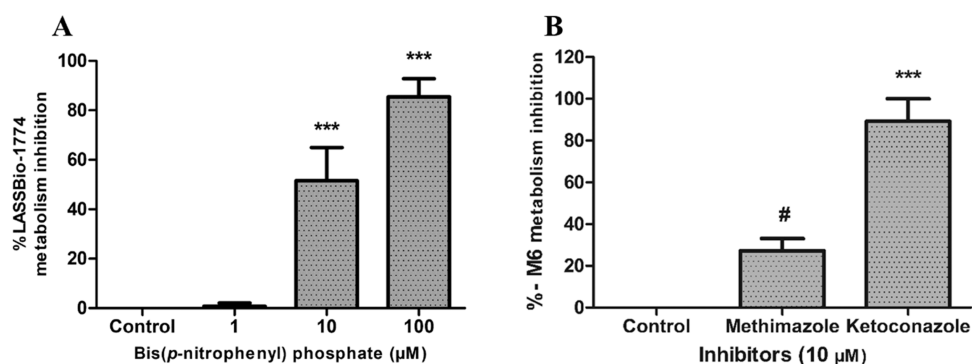 A
%LASSBio-1774
metabolism inhibition
100
80
60
40
20
0
***
***
Control 1 10 100
Bis(p-nitrophenyl) phosphate (µM)
B
%- M6 metabolism inhibition
120
100
80
60
40
20
0
#
***
Control Methimazole Ketoconazole
Inhibitors (10 µM)